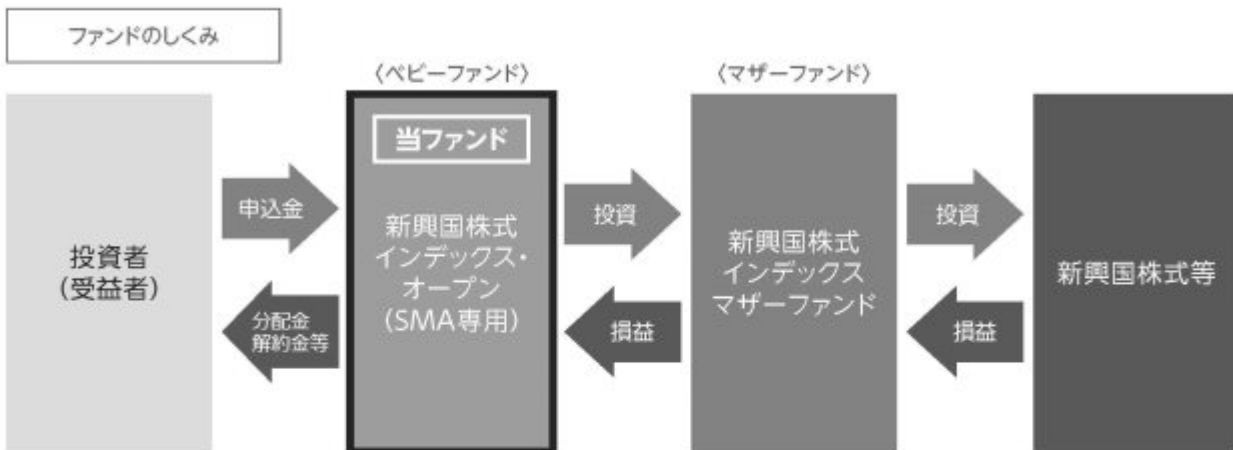 ファンドのしくみ
〈ベビーファンド〉
〈マザーファンド〉
投資者
(受益者)
申込金
分配金
解約金等
当ファンド
新興国株式
インデックス・
オープン
(SMA専用)
投資
損益
新興国株式
インデックス
マザーファンド
投資
損益
新興国株式等